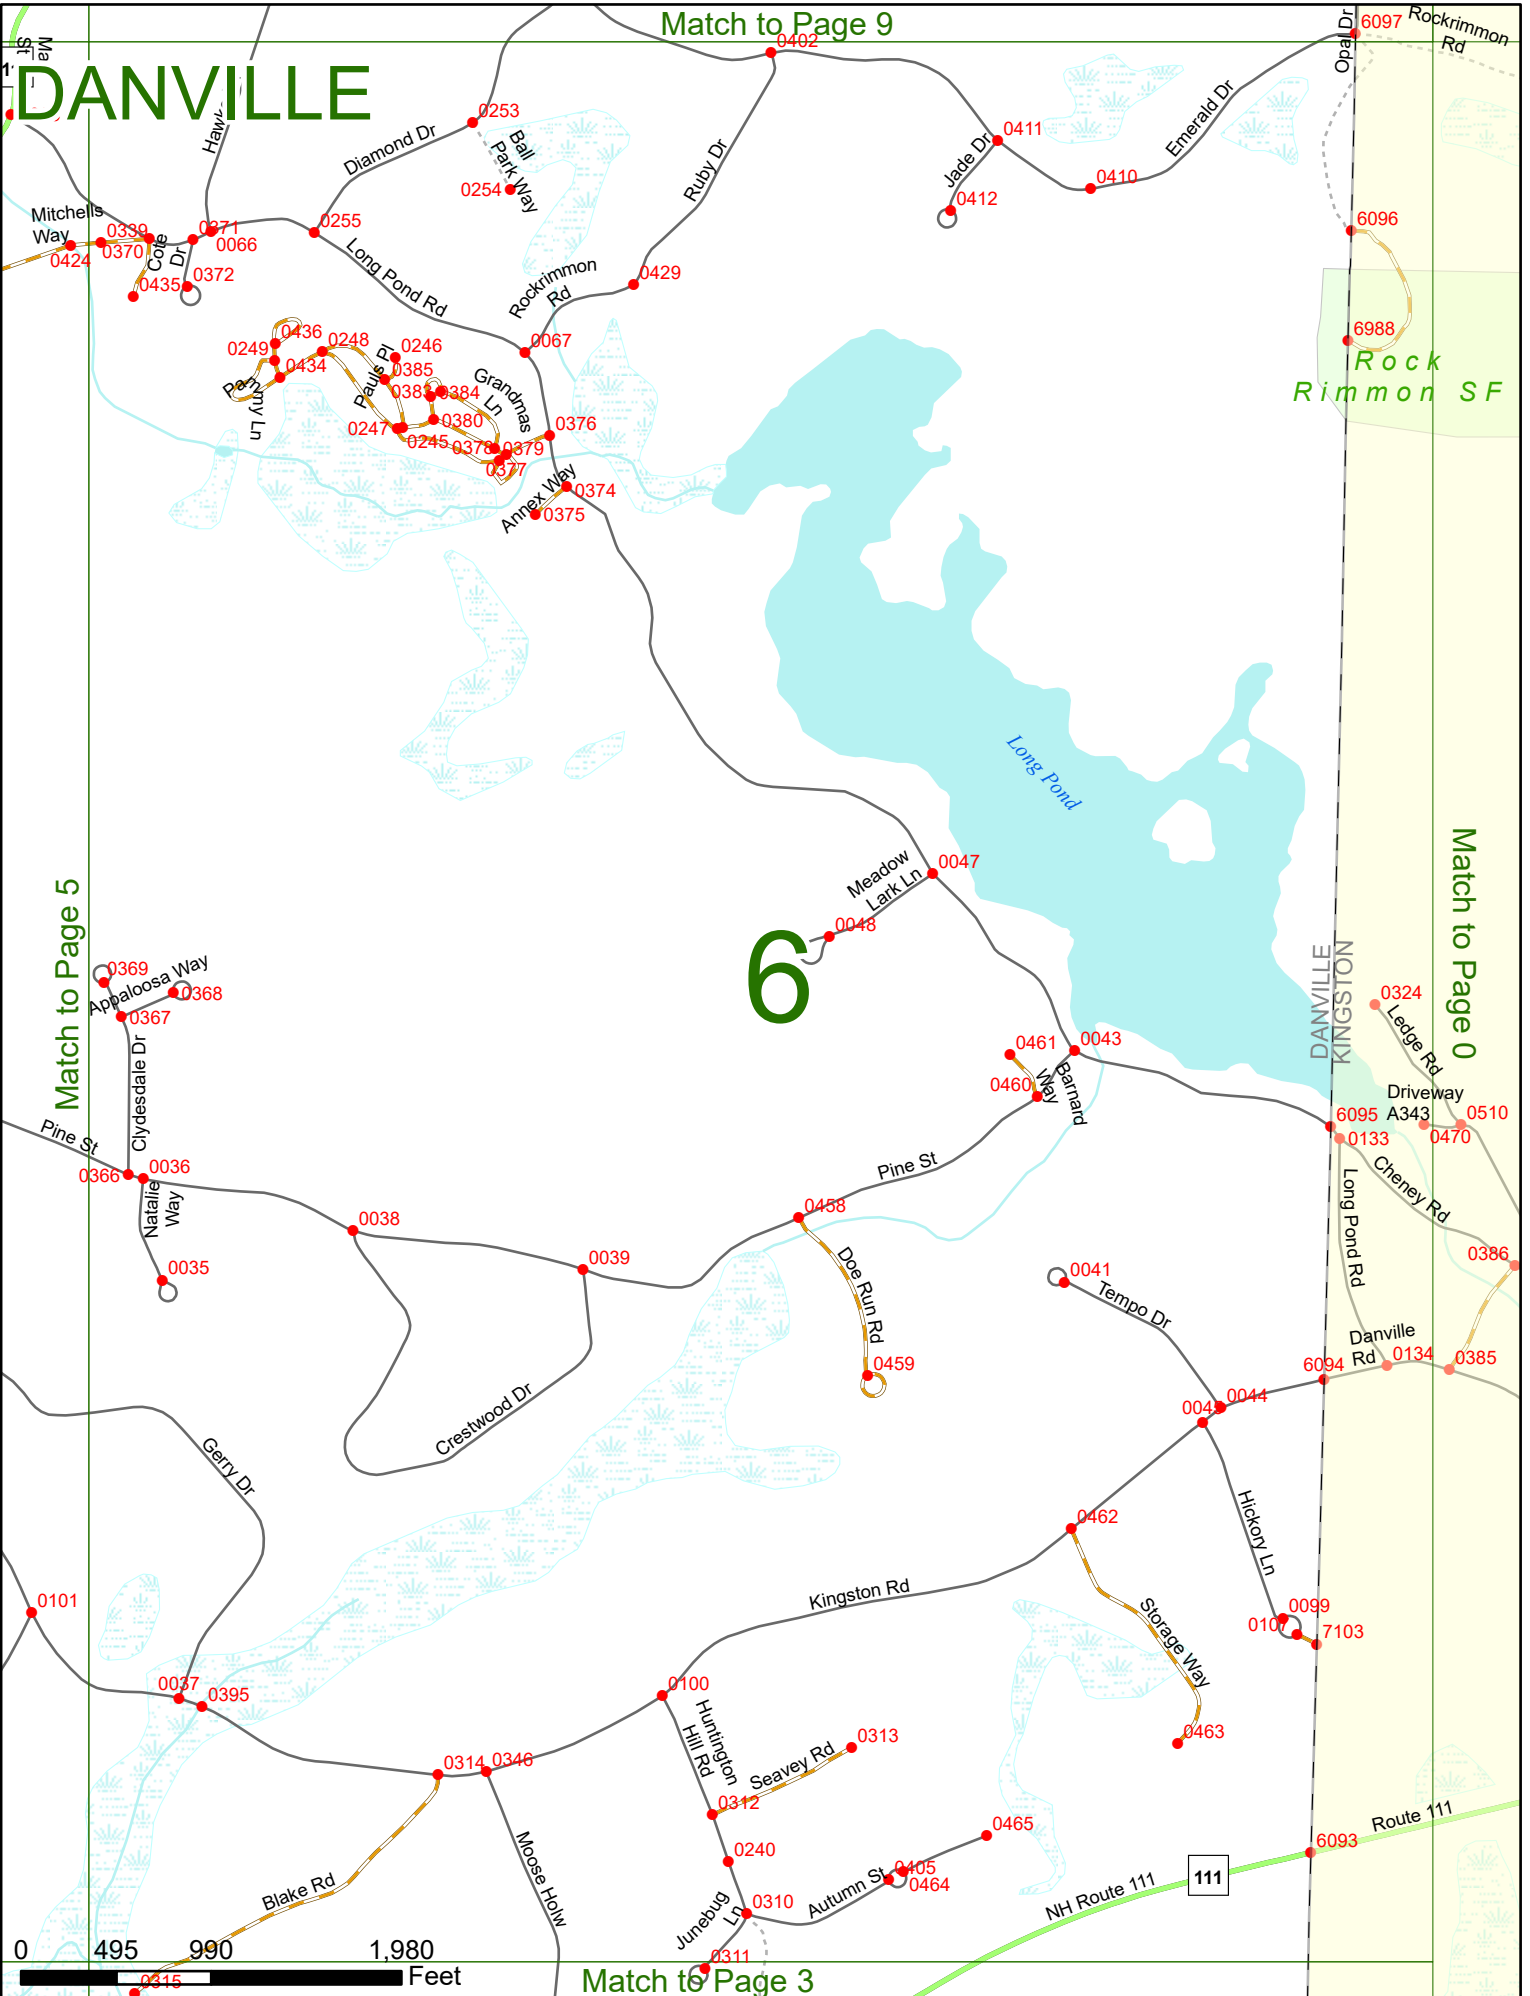 Match to Page 9
DANVILLE
Ma
St
0402
Opal Dr
6097
Rockrimmon
Rd
0253
Ball
Park Way
Diamond Dr
0254
Ruby Dr
Jade Dr
0411
Emerald Dr
0410
0412
Mitchells
Way
0339
0371
0066
0255
0424
0370
Cote
Dr
0372
0435
6096
Long Pond Rd
Rockrimmon
Rd
0429
0067
6988
Rock
Rimmon SF
0436
0248
0249
0434
0246
Pauls Pl
0385
0383
0384
Grandmas
Ln
Pammy Ln
0380
0376
0247
0245
0378
0379
0377
Annex Way
0374
0375
Long Pond
Meadow
Lark Ln
0047
0048
6
Match to Page 5
Match to Page 0
0369
Appaloosa Way
0368
0367
Clydesdale Dr
DANVILLE
KINGSTON
0324
Ledge Rd
0461
0043
0460
Barnard
Way
Driveway
A343
0510
0470
6095
0133
Pine St
0366
0036
Natalie
Way
0035
0038
0039
Pine St
0458
Doe Run Rd
0459
Cheney Rd
Long Pond Rd
0386
0041
Tempo Dr
Danville
Rd
0134
0385
6094
0044
Crestwood Dr
Gerry Dr
Hickory Ln
0462
0101
Kingston Rd
Storage Way
0099
0107
7103
0037
0395
0100
Huntington
Hill Rd
0313
Seavey Rd
0463
0314
0346
0312
0240
Moose Holw
0465
0405
0464
Autumn St
0310
Junebug
Ln
0311
Blake Rd
0315
6093
Route 111
111
NH Route 111
0 495 990 1,980
Feet
Match to Page 3